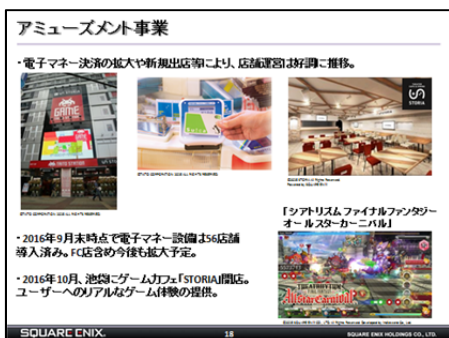 アミューズメント事業
・電子マネー決済の拡大や新規出店等により、店舗運営は好調に推移。
GAME
STORIA
「シアトリズム ファイナルファンタジー
オールスターカーニバル」
・2016年9月末時点で電子マネー設備は56店舗
導入済み。FC店含め今後も拡大予定。
・2016年10月、池袋にゲームカフェ「STORIA」開店。
ユーザーへのリアルなゲーム体験の提供。
SQUARE ENIX.
18
SQUARE ENIX HOLDINGS CO., LTD.